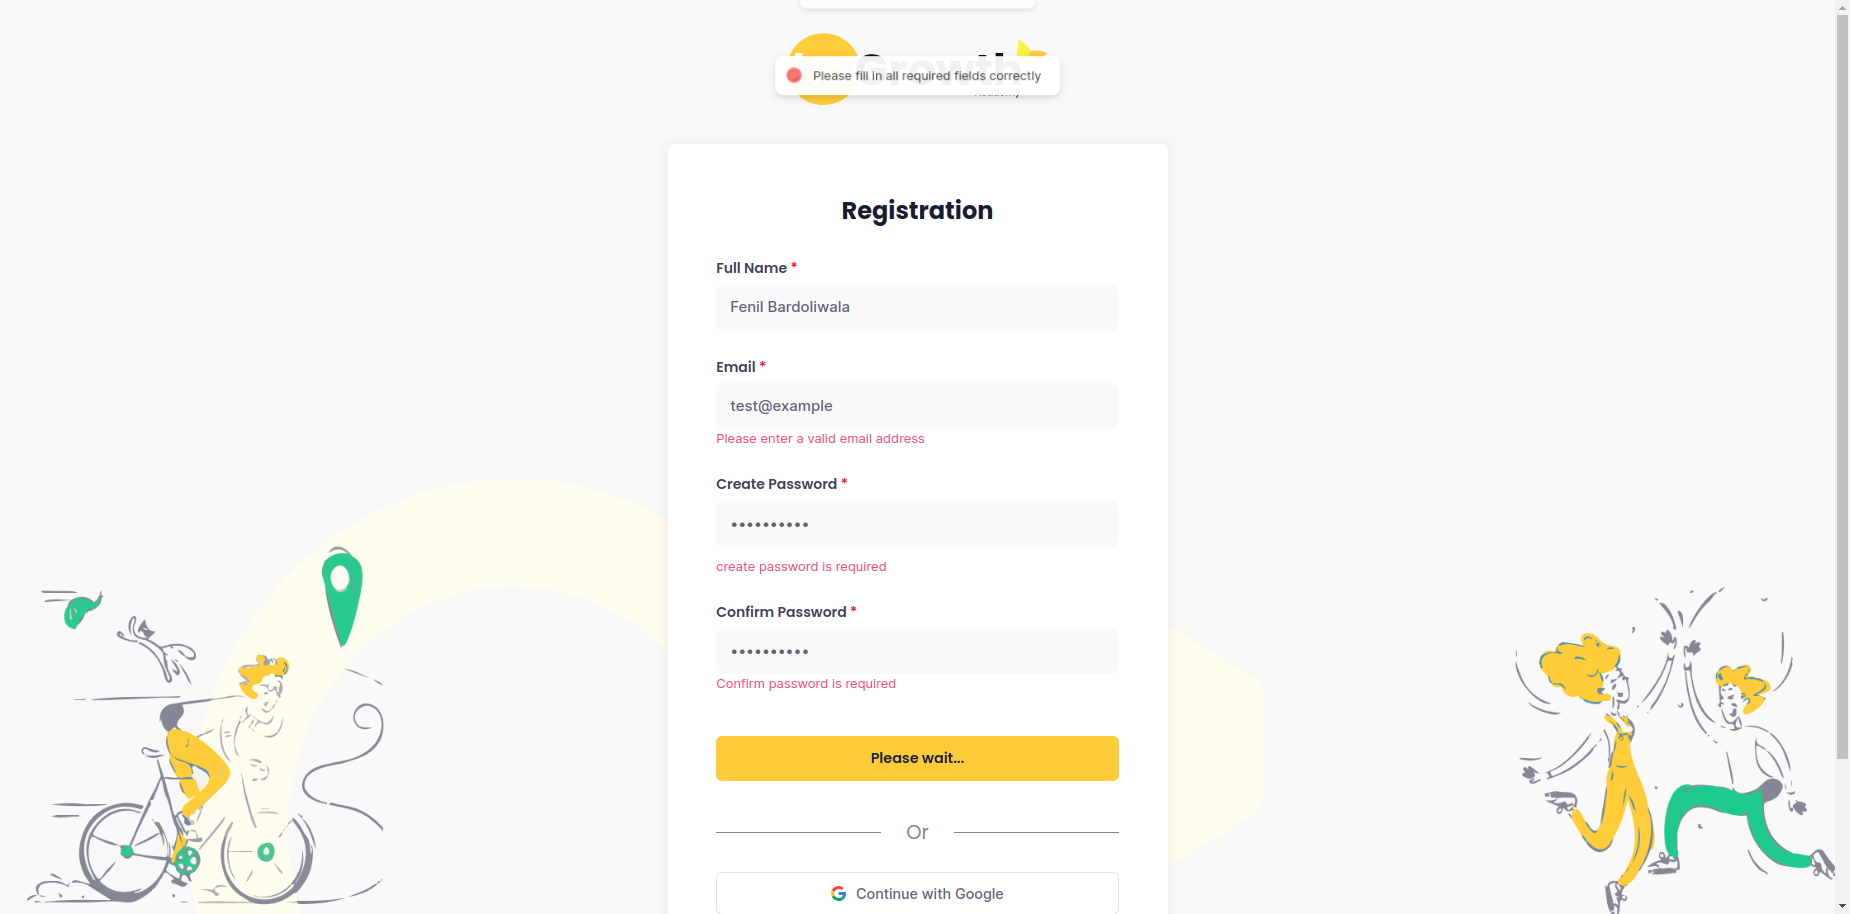 Growth
Please fill in all required fields correctly
Registration
Full Name *
Fenil Bardoliwala
Email *
test@example
Please enter a valid email address
Create Password *
••••••••••
create password is required
Confirm Password *
••••••••••
Confirm password is required
Please wait...
Or
Continue with Google